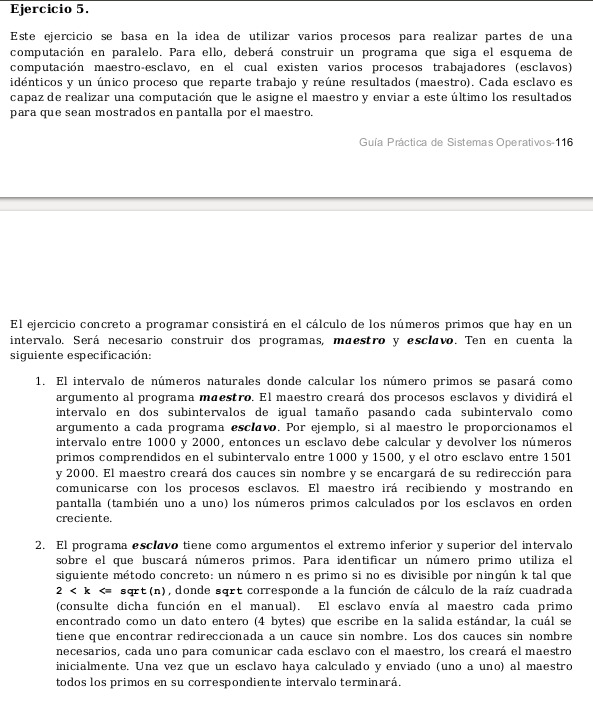 Ejercicio 5.
Este ejercicio se basa en la idea de utilizar varios procesos para realizar partes de una
computación en paralelo. Para ello, deberá construir un programa que siga el esquema de
computación maestro-esclavo, en el cual existen varios procesos trabajadores (esclavos)
idénticos y un único proceso que reparte trabajo y reúne resultados (maestro). Cada esclavo es
capaz de realizar una computación que le asigne el maestro y enviar a este último los resultados
para que sean mostrados en pantalla por el maestro.
Guía Práctica de Sistemas Operativos-116
El ejercicio concreto a programar consistirá en el cálculo de los números primos que hay en un
intervalo. Será necesario construir dos programas, maestro y esclavo. Ten en cuenta la
siguiente especificación:
1. El intervalo de números naturales donde calcular los número primos se pasará como
argumento al programa maestro. El maestro creará dos procesos esclavos y dividirá el
intervalo en dos subintervalos de igual tamaño pasando cada subintervalo como
argumento a cada programa esclavo. Por ejemplo, si al maestro le proporcionamos el
intervalo entre 1000 y 2000, entonces un esclavo debe calcular y devolver los números
primos comprendidos en el subintervalo entre 1000 y 1500, y el otro esclavo entre 1501
y 2000. El maestro creará dos cauces sin nombre y se encargará de su redirección para
comunicarse con los procesos esclavos. El maestro irá recibiendo y mostrando en
pantalla (también uno a uno) los números primos calculados por los esclavos en orden
creciente.
2. El programa esclavo tiene como argumentos el extremo inferior y superior del intervalo
sobre el que buscará números primos. Para identificar un número primo utiliza el
siguiente método concreto: un número n es primo si no es divisible por ningún k tal que
2 < k <= sqrt(n), donde sqrt corresponde a la función de cálculo de la raíz cuadrada
(consulte dicha función en el manual). El esclavo envía al maestro cada primo
encontrado como un dato entero (4 bytes) que escribe en la salida estándar, la cuál se
tiene que encontrar redireccionada a un cauce sin nombre. Los dos cauces sin nombre
necesarios, cada uno para comunicar cada esclavo con el maestro, los creará el maestro
inicialmente. Una vez que un esclavo haya calculado y enviado (uno a uno) al maestro
todos los primos en su correspondiente intervalo terminará.